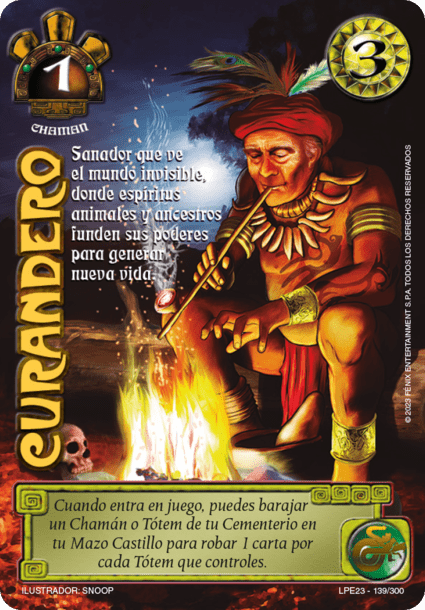 1
3
CHAMAN
CURANDERO
Sanador que ve
el mundo invisible,
donde espíritus
animales y ancestros
funden sus poderes
para generar
nueva vida.
© 2023 FÉNIX ENTERTAINMENT S.P.A. TODOS LOS DERECHOS RESERVADOS
Cuando entra en juego, puedes barajar
un Chamán o Tótem de tu Cementerio en
tu Mazo Castillo para robar 1 carta por
cada Tótem que controles.
ILUSTRADOR: SNOOP
LPE23 - 139/300